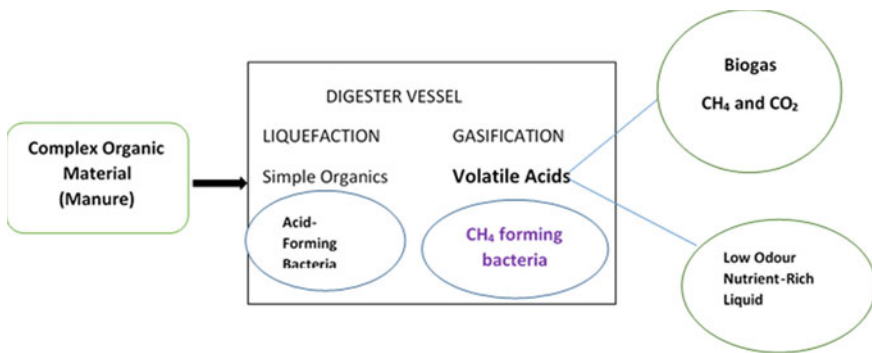 Complex Organic
Material
(Manure)
DIGESTER VESSEL
LIQUEFACTION
Simple Organics
Acid-
Forming
Bacteria
GASIFICATION
Volatile Acids
CH₄ forming
bacteria
Biogas
CH₄ and CO₂
Low Odour
Nutrient-Rich
Liquid